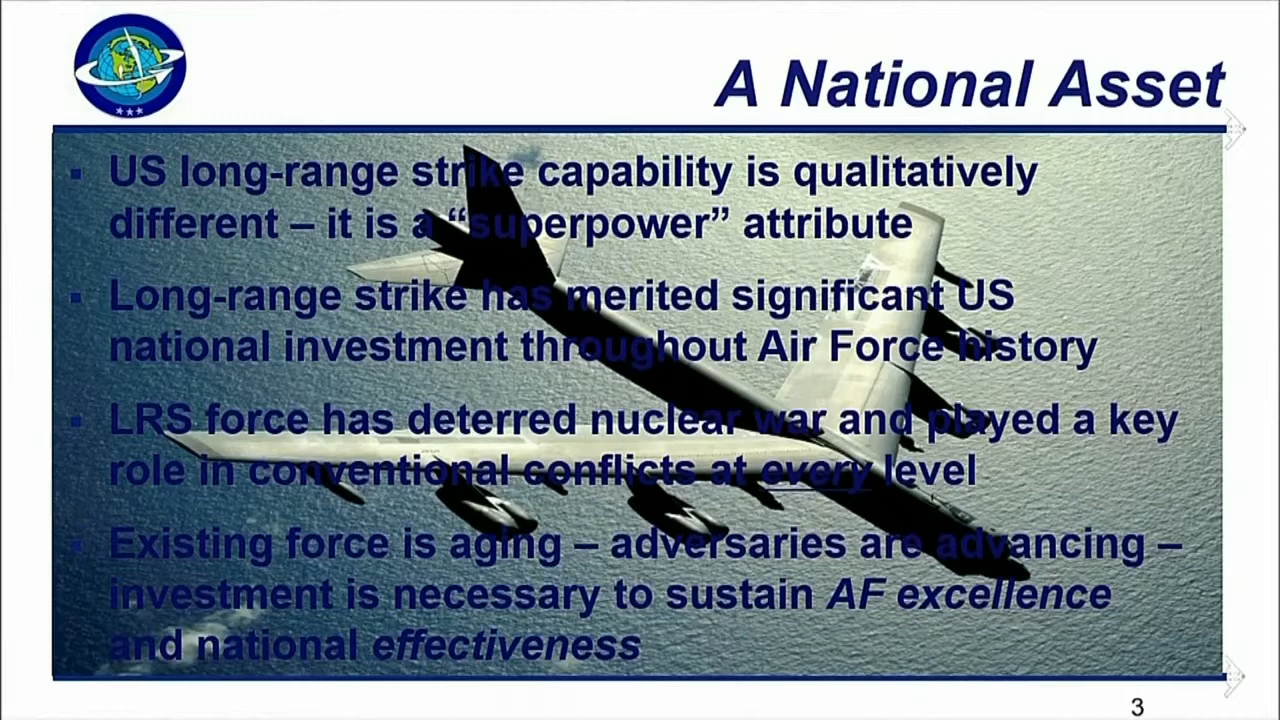 A National Asset
▪ US long-range strike capability is qualitatively
different – it is a “superpower” attribute
▪ Long-range strike has merited significant US
national investment throughout Air Force history
▪ LRS force has deterred nuclear war and played a key
role in conventional conflicts at every level
▪ Existing force is aging – adversaries are advancing –
investment is necessary to sustain AF excellence
and national effectiveness
3